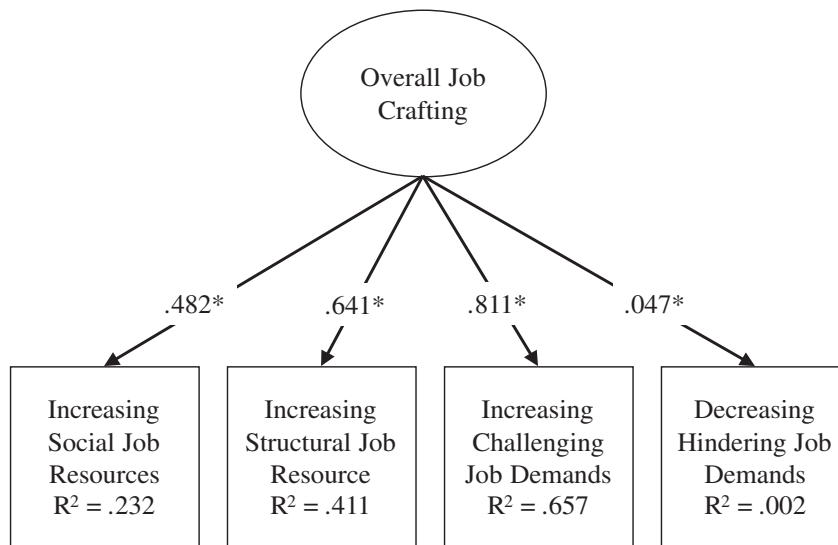 Overall Job
Crafting
.482*
.641*
.811*
.047*
Increasing
Social Job
Resources
R² = .232
Increasing
Structural Job
Resource
R² = .411
Increasing
Challenging
Job Demands
R² = .657
Decreasing
Hindering Job
Demands
R² = .002